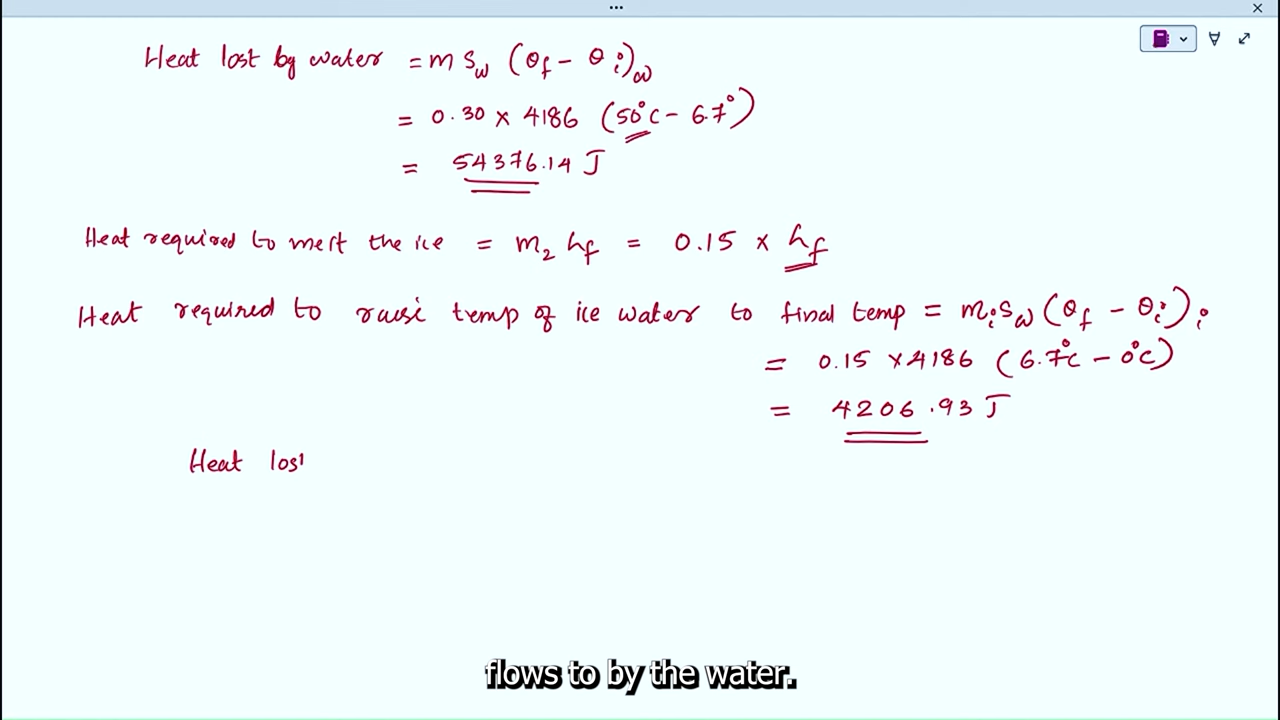 Heat lost by water = m S_w (θ_f - θ_i)_w
= 0.30 × 4186 (50°C - 6.7°)
= 54376.14 J
Heat required to melt the ice = m_2 h_f = 0.15 × h_f
Heat required to raise temp of ice water to final temp = m_i S_w (θ_f - θ_i)_i
= 0.15 × 4186 (6.7°C - 0°C)
= 4206.93 J
Heat lost
flows to by the water.